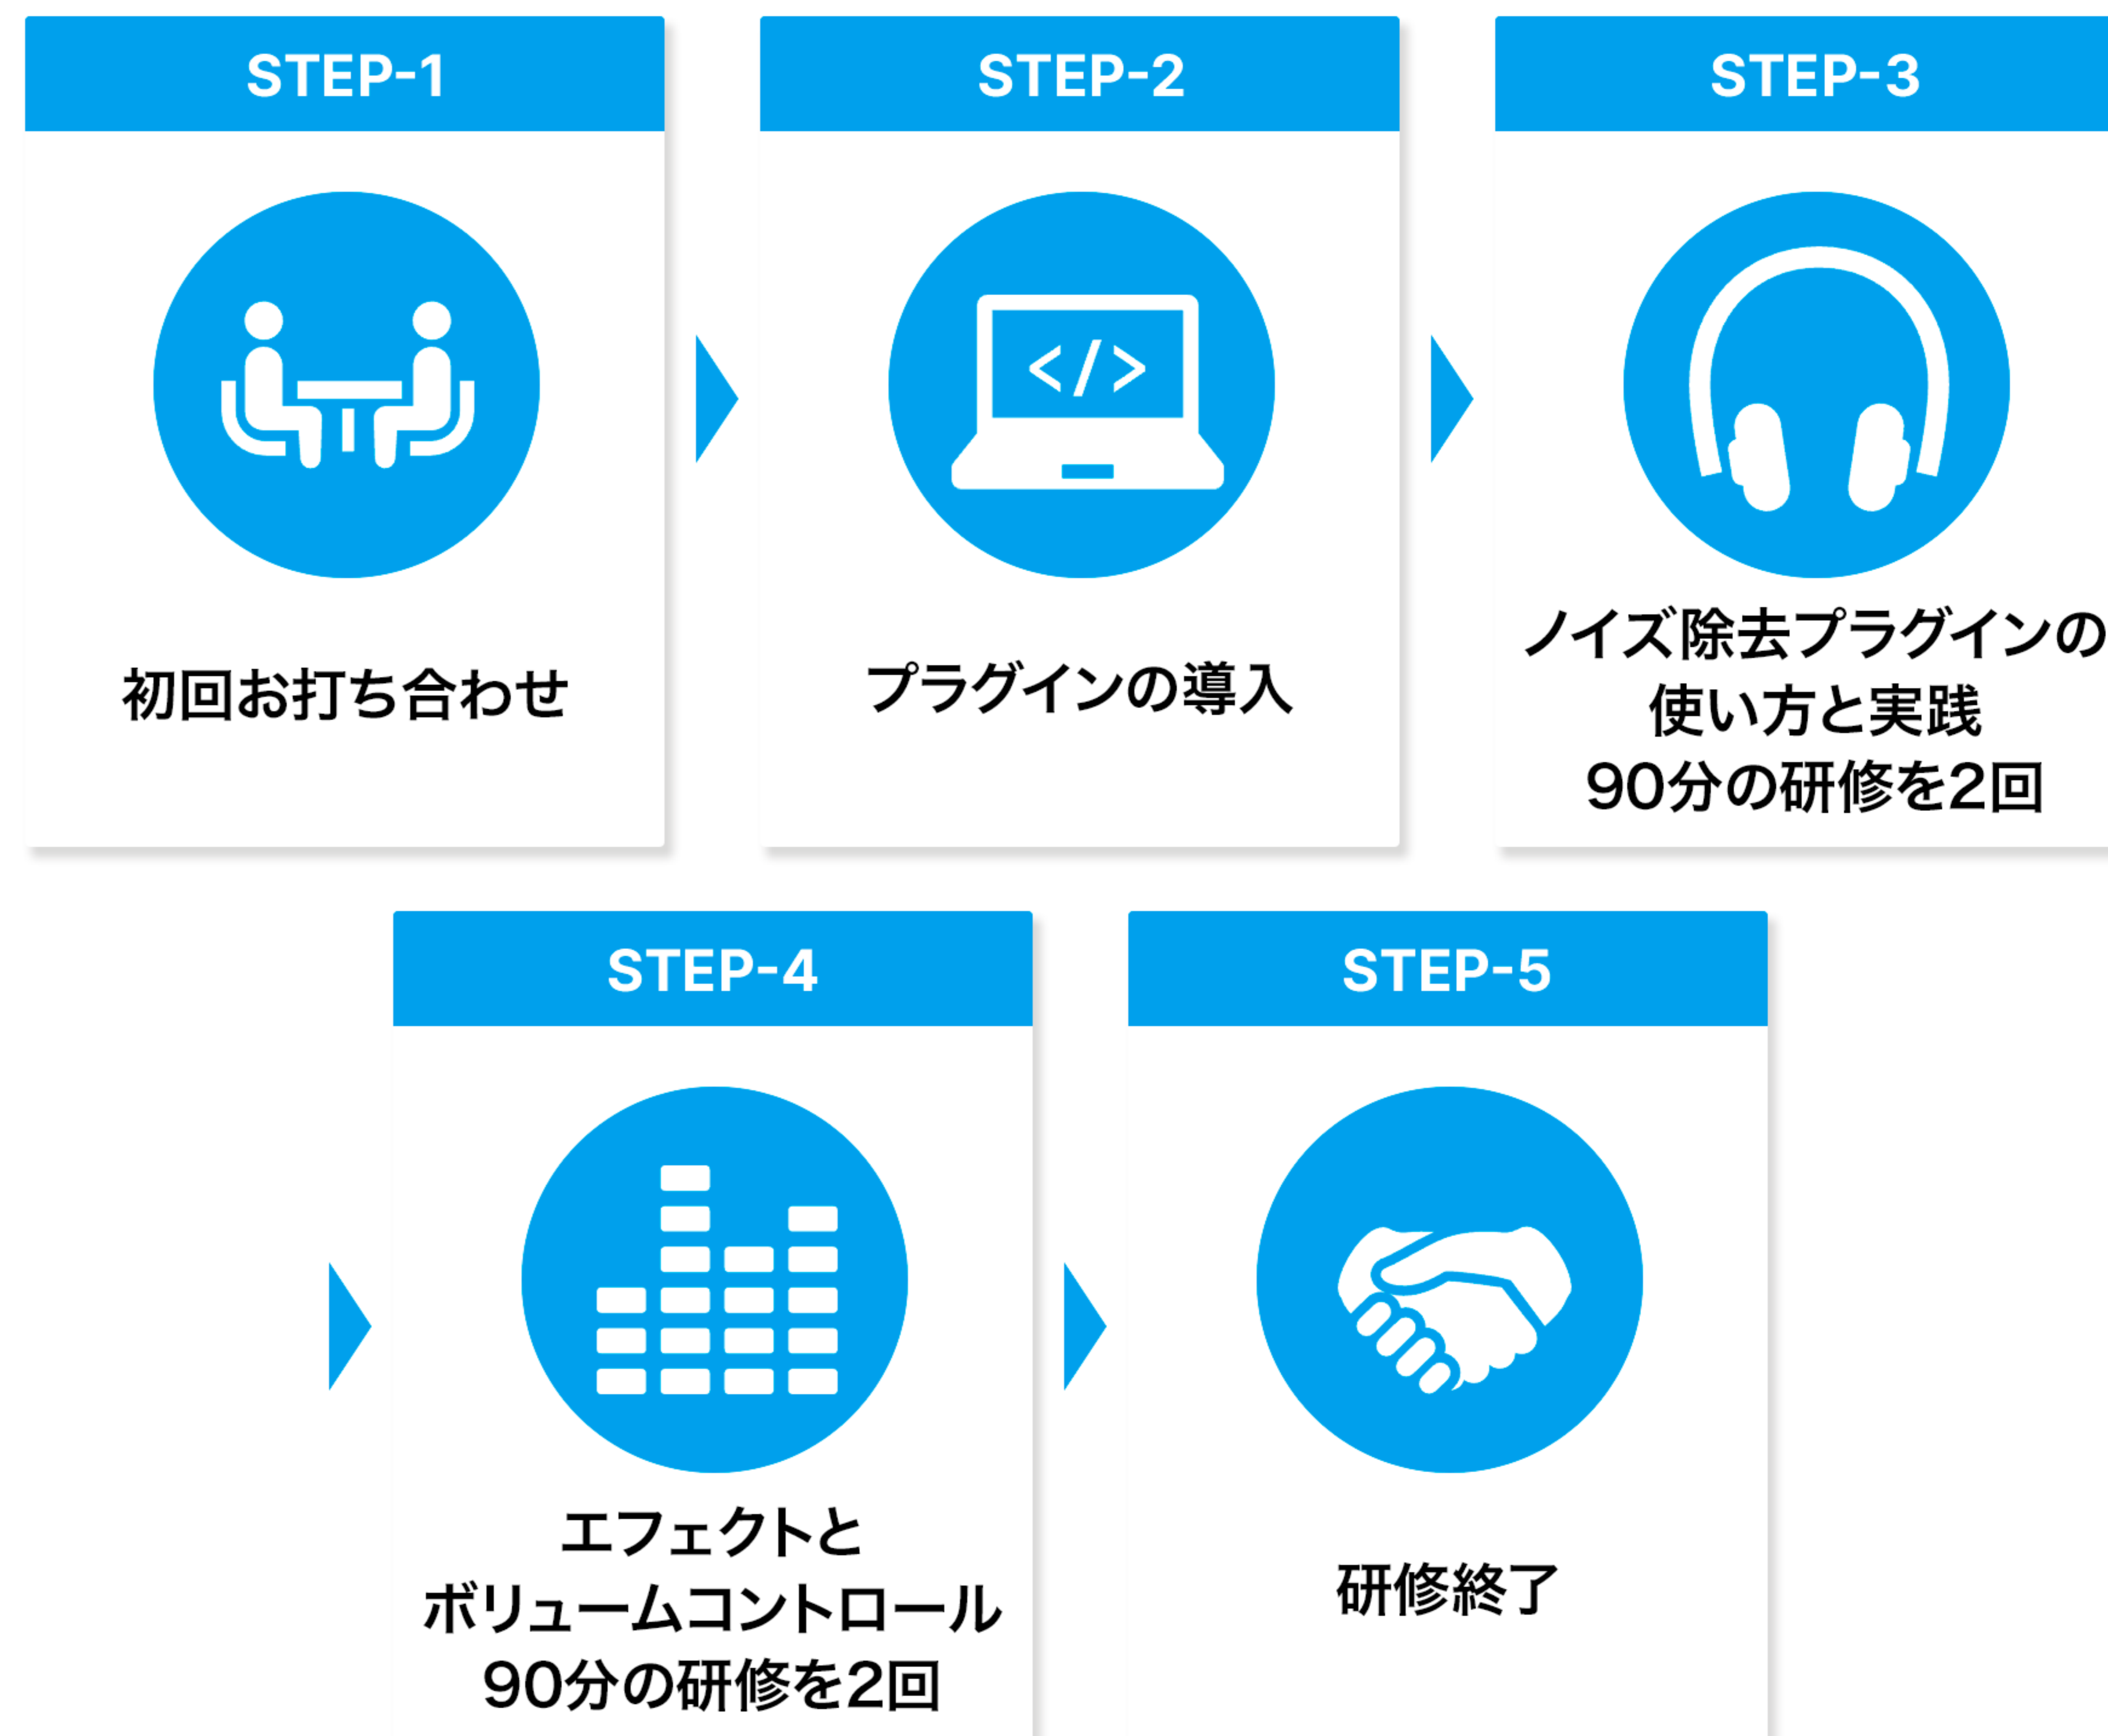 STEP-1
初回お打ち合わせ
STEP-2
プラグインの導入
STEP-3
ノイズ除去プラグインの
使い方と実践
90分の研修を2回
STEP-4
エフェクトと
ボリュームコントロール
90分の研修を2回
STEP-5
研修終了